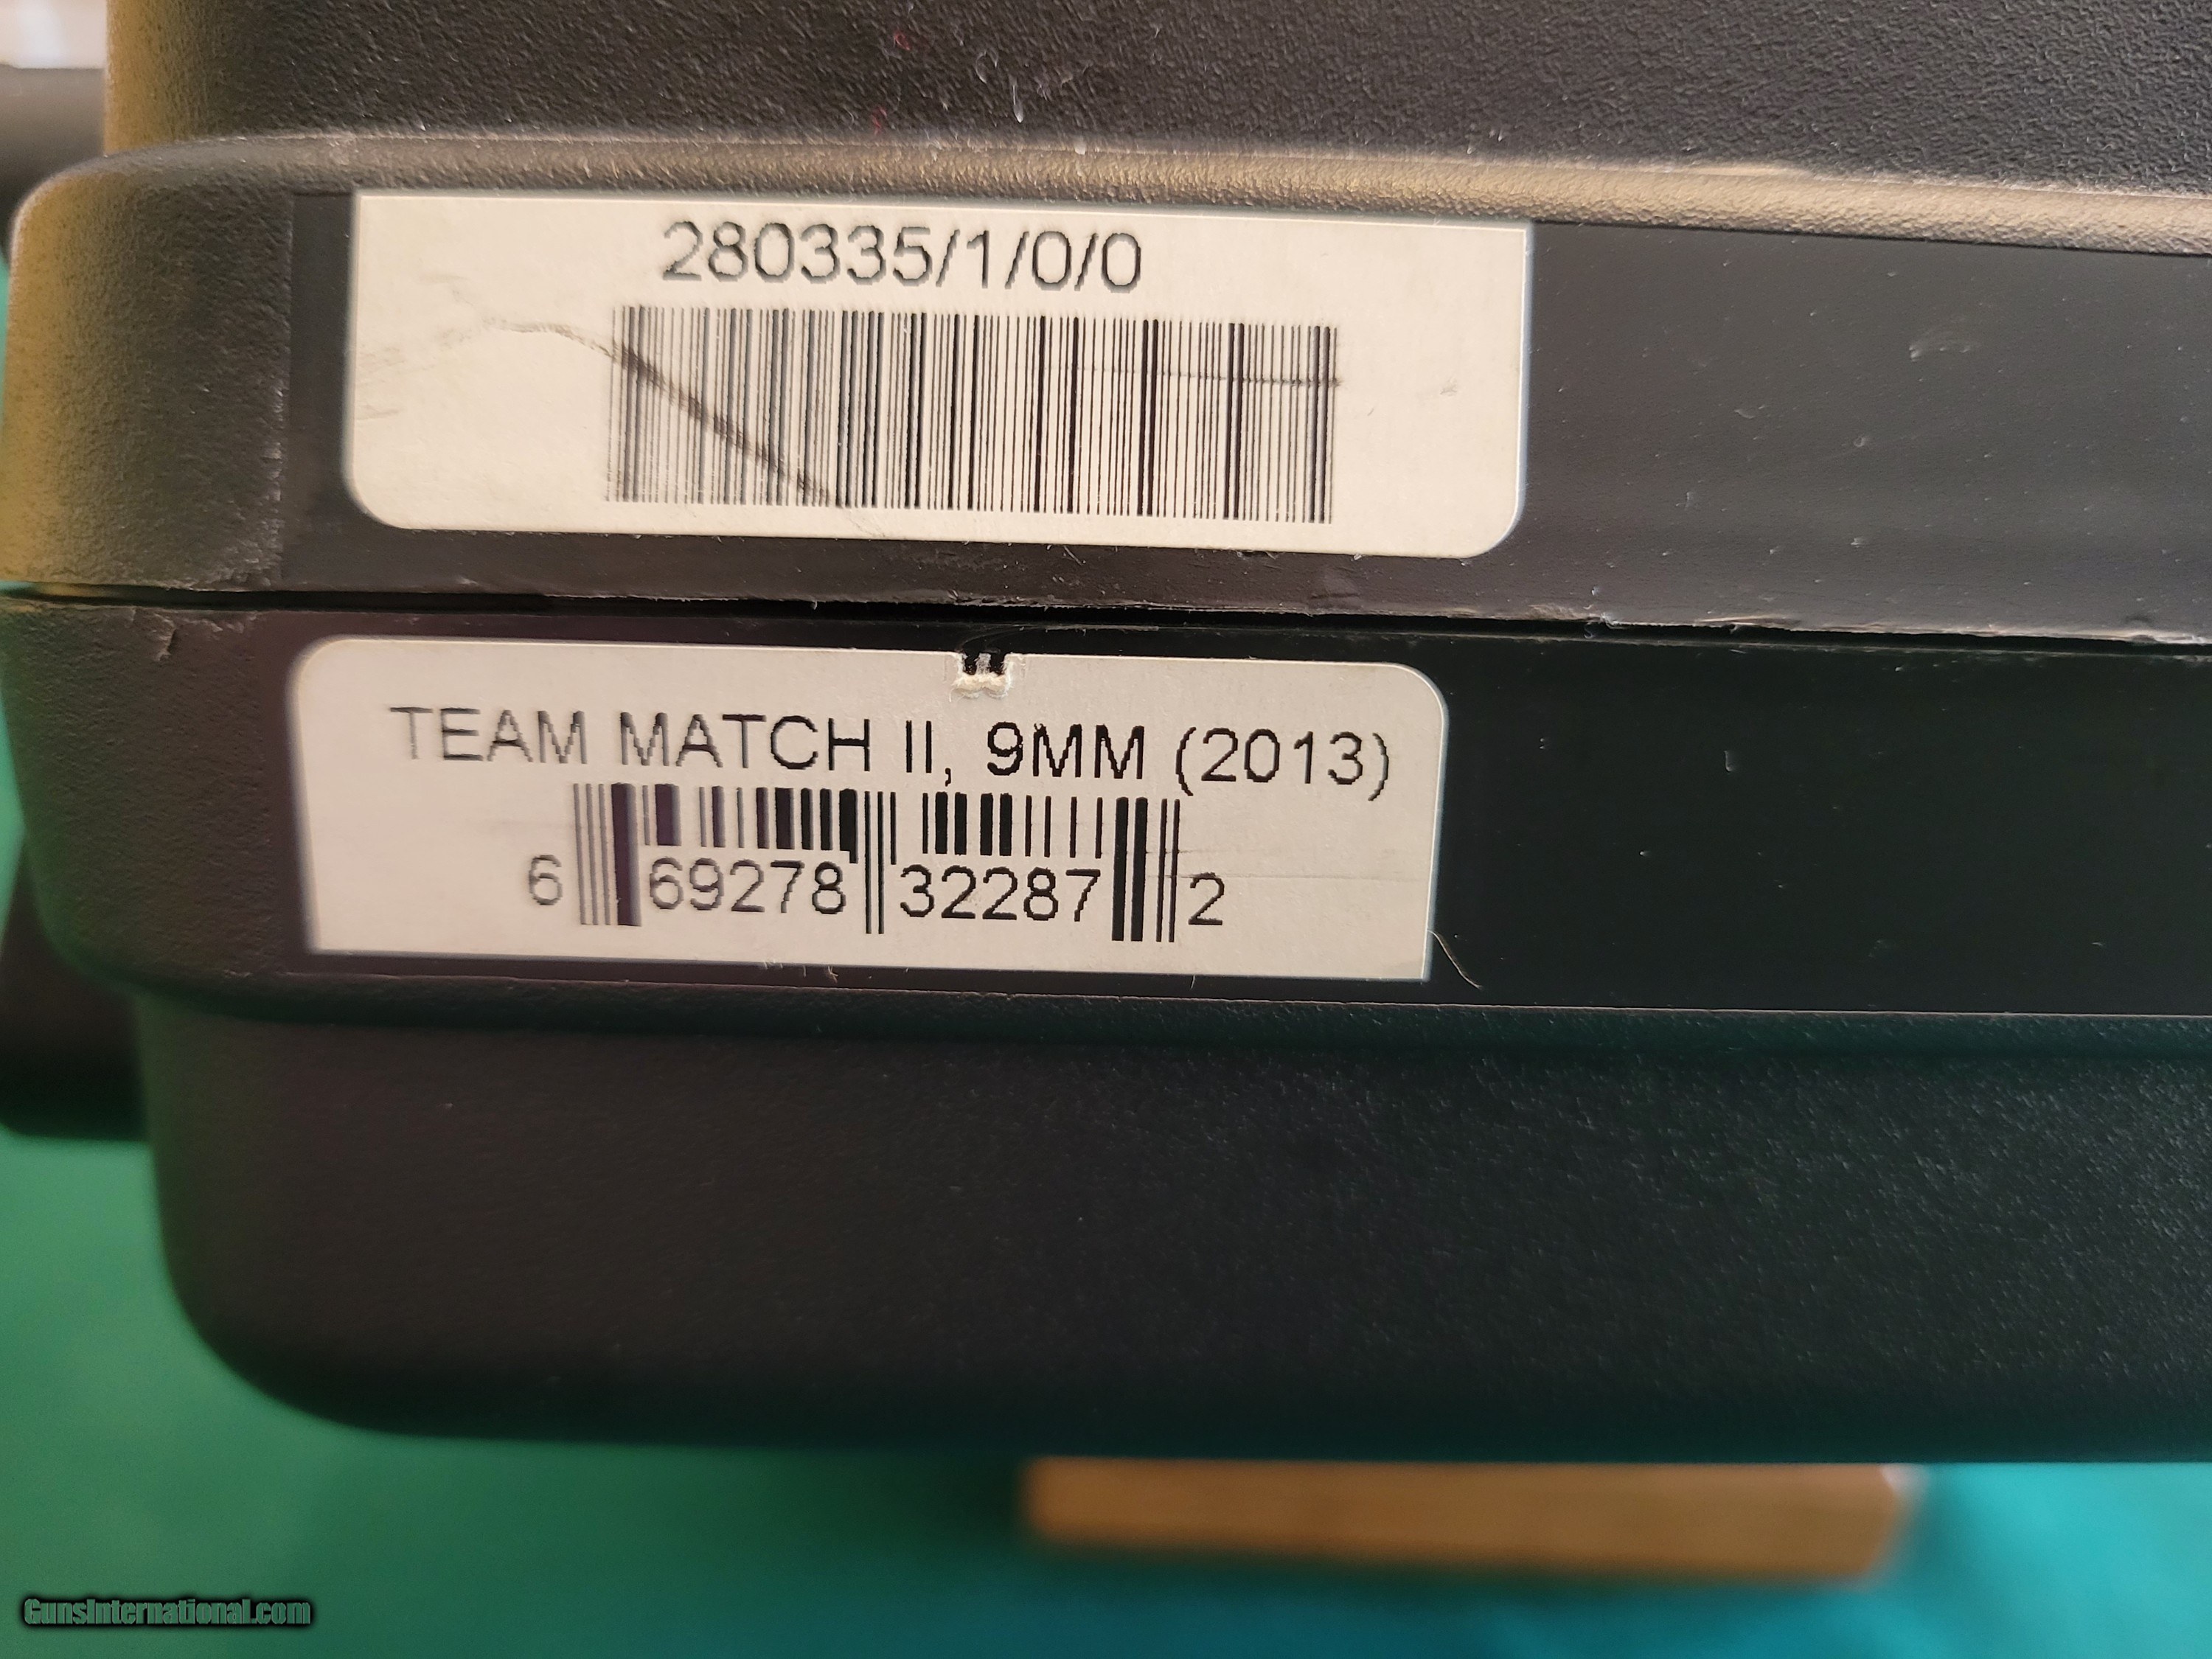 280335/1/0/0
TEAM MATCH II, 9MM (2013)
6 69278 32287 2
GunsInternational.com